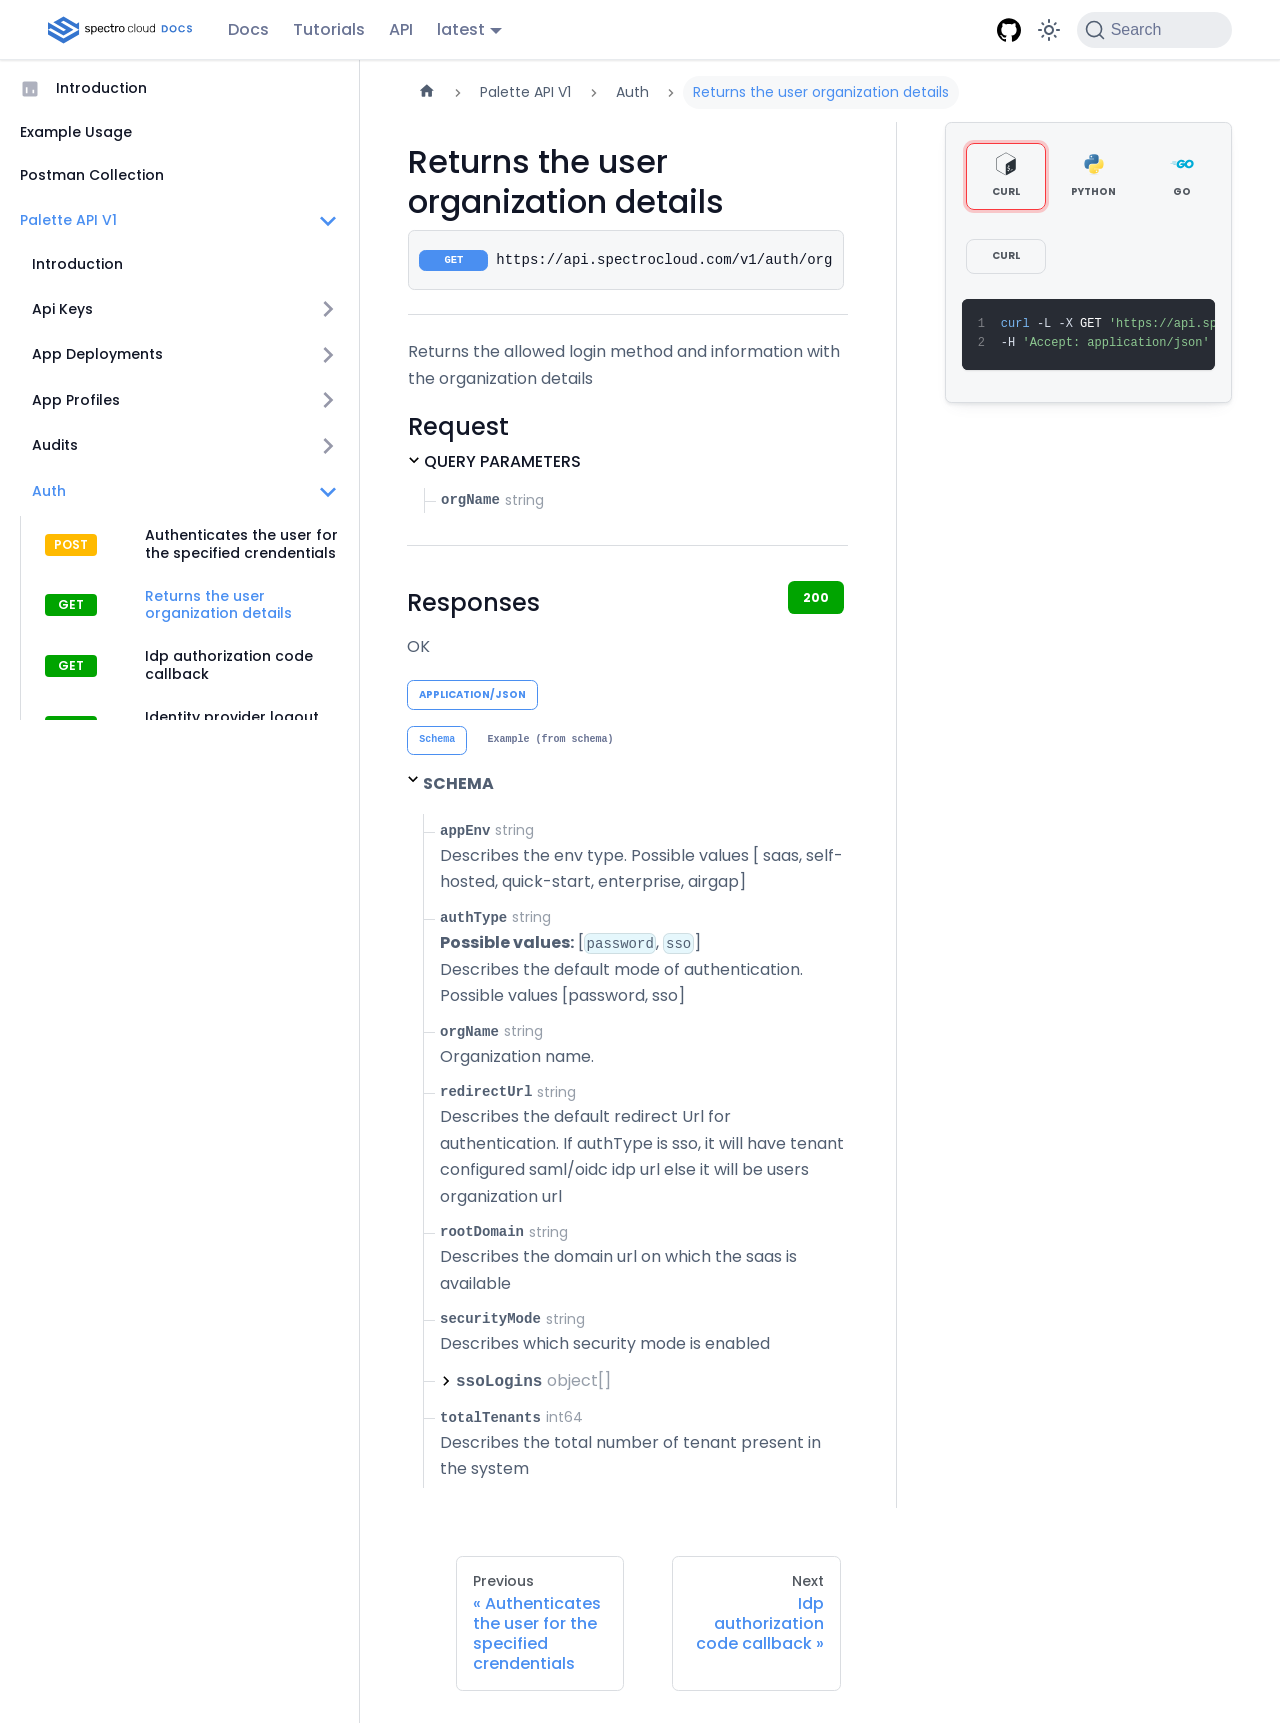 spectro cloud DOCS
Docs
Tutorials
API
latest
Search
Introduction
Example Usage
Postman Collection
Palette API V1
Introduction
Api Keys
App Deployments
App Profiles
Audits
Auth
POST
Authenticates the user for
the specified crendentials
GET
Returns the user
organization details
GET
Idp authorization code
callback
Identity provider logout
Palette API V1
Auth
Returns the user organization details
Returns the user
organization details
GET https://api.spectrocloud.com/v1/auth/org
Returns the allowed login method and information with
the organization details
Request
QUERY PARAMETERS
orgName string
Responses
200
OK
APPLICATION/JSON
Schema
Example (from schema)
SCHEMA
appEnv string
Describes the env type. Possible values [ saas, self-
hosted, quick-start, enterprise, airgap]
authType string
Possible values: [password, sso]
Describes the default mode of authentication.
Possible values [password, sso]
orgName string
Organization name.
redirectUrl string
Describes the default redirect Url for
authentication. If authType is sso, it will have tenant
configured saml/oidc idp url else it will be users
organization url
rootDomain string
Describes the domain url on which the saas is
available
securityMode string
Describes which security mode is enabled
ssoLogins object[]
totalTenants int64
Describes the total number of tenant present in
the system
CURL
PYTHON
GO
GO
CURL
1 curl -L -X GET 'https://api.sp
2 -H 'Accept: application/json'
Previous
« Authenticates
the user for the
specified
crendentials
Next
Idp
authorization
code callback »